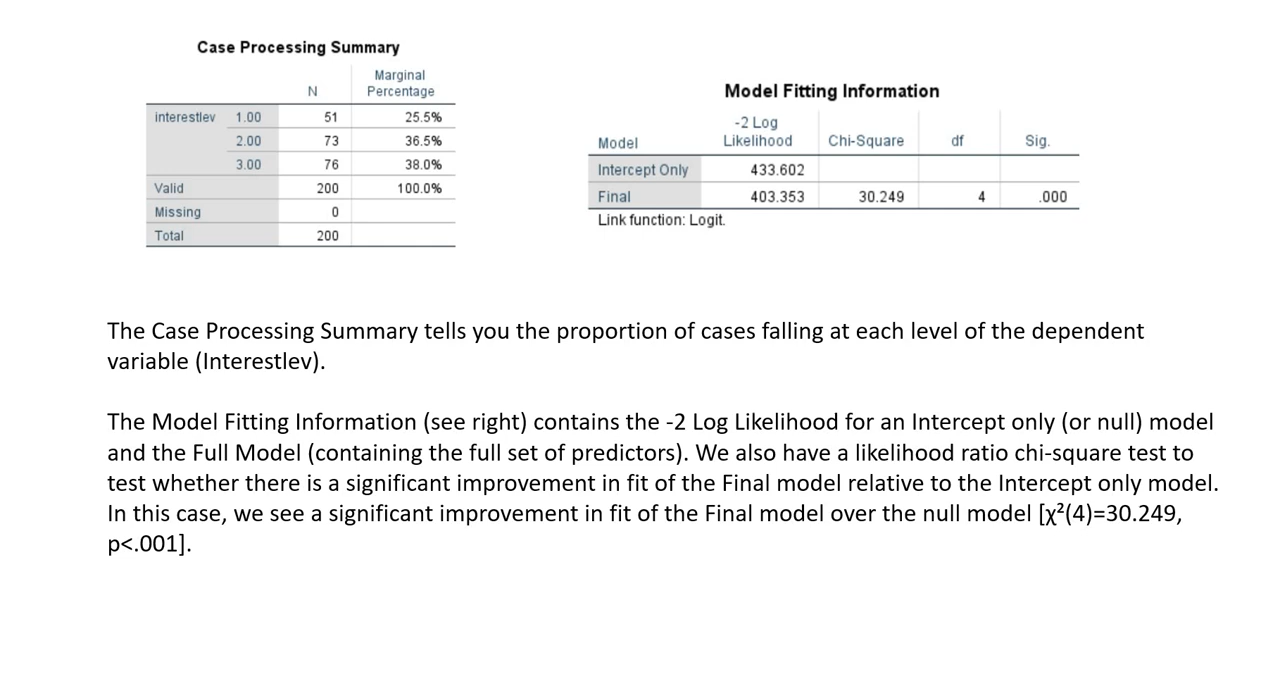 Case Processing Summary
N Marginal Percentage
interestlev 1.00 51 25.5%
2.00 73 36.5%
3.00 76 38.0%
Valid 200 100.0%
Missing 0
Total 200
Model Fitting Information
Model -2 Log Likelihood Chi-Square df Sig.
Intercept Only 433.602
Final 403.353 30.249 4 .000
Link function: Logit.
The Case Processing Summary tells you the proportion of cases falling at each level of the dependent
variable (Interestlev).
The Model Fitting Information (see right) contains the -2 Log Likelihood for an Intercept only (or null) model
and the Full Model (containing the full set of predictors). We also have a likelihood ratio chi-square test to
test whether there is a significant improvement in fit of the Final model relative to the Intercept only model.
In this case, we see a significant improvement in fit of the Final model over the null model [χ²(4)=30.249,
p<.001].